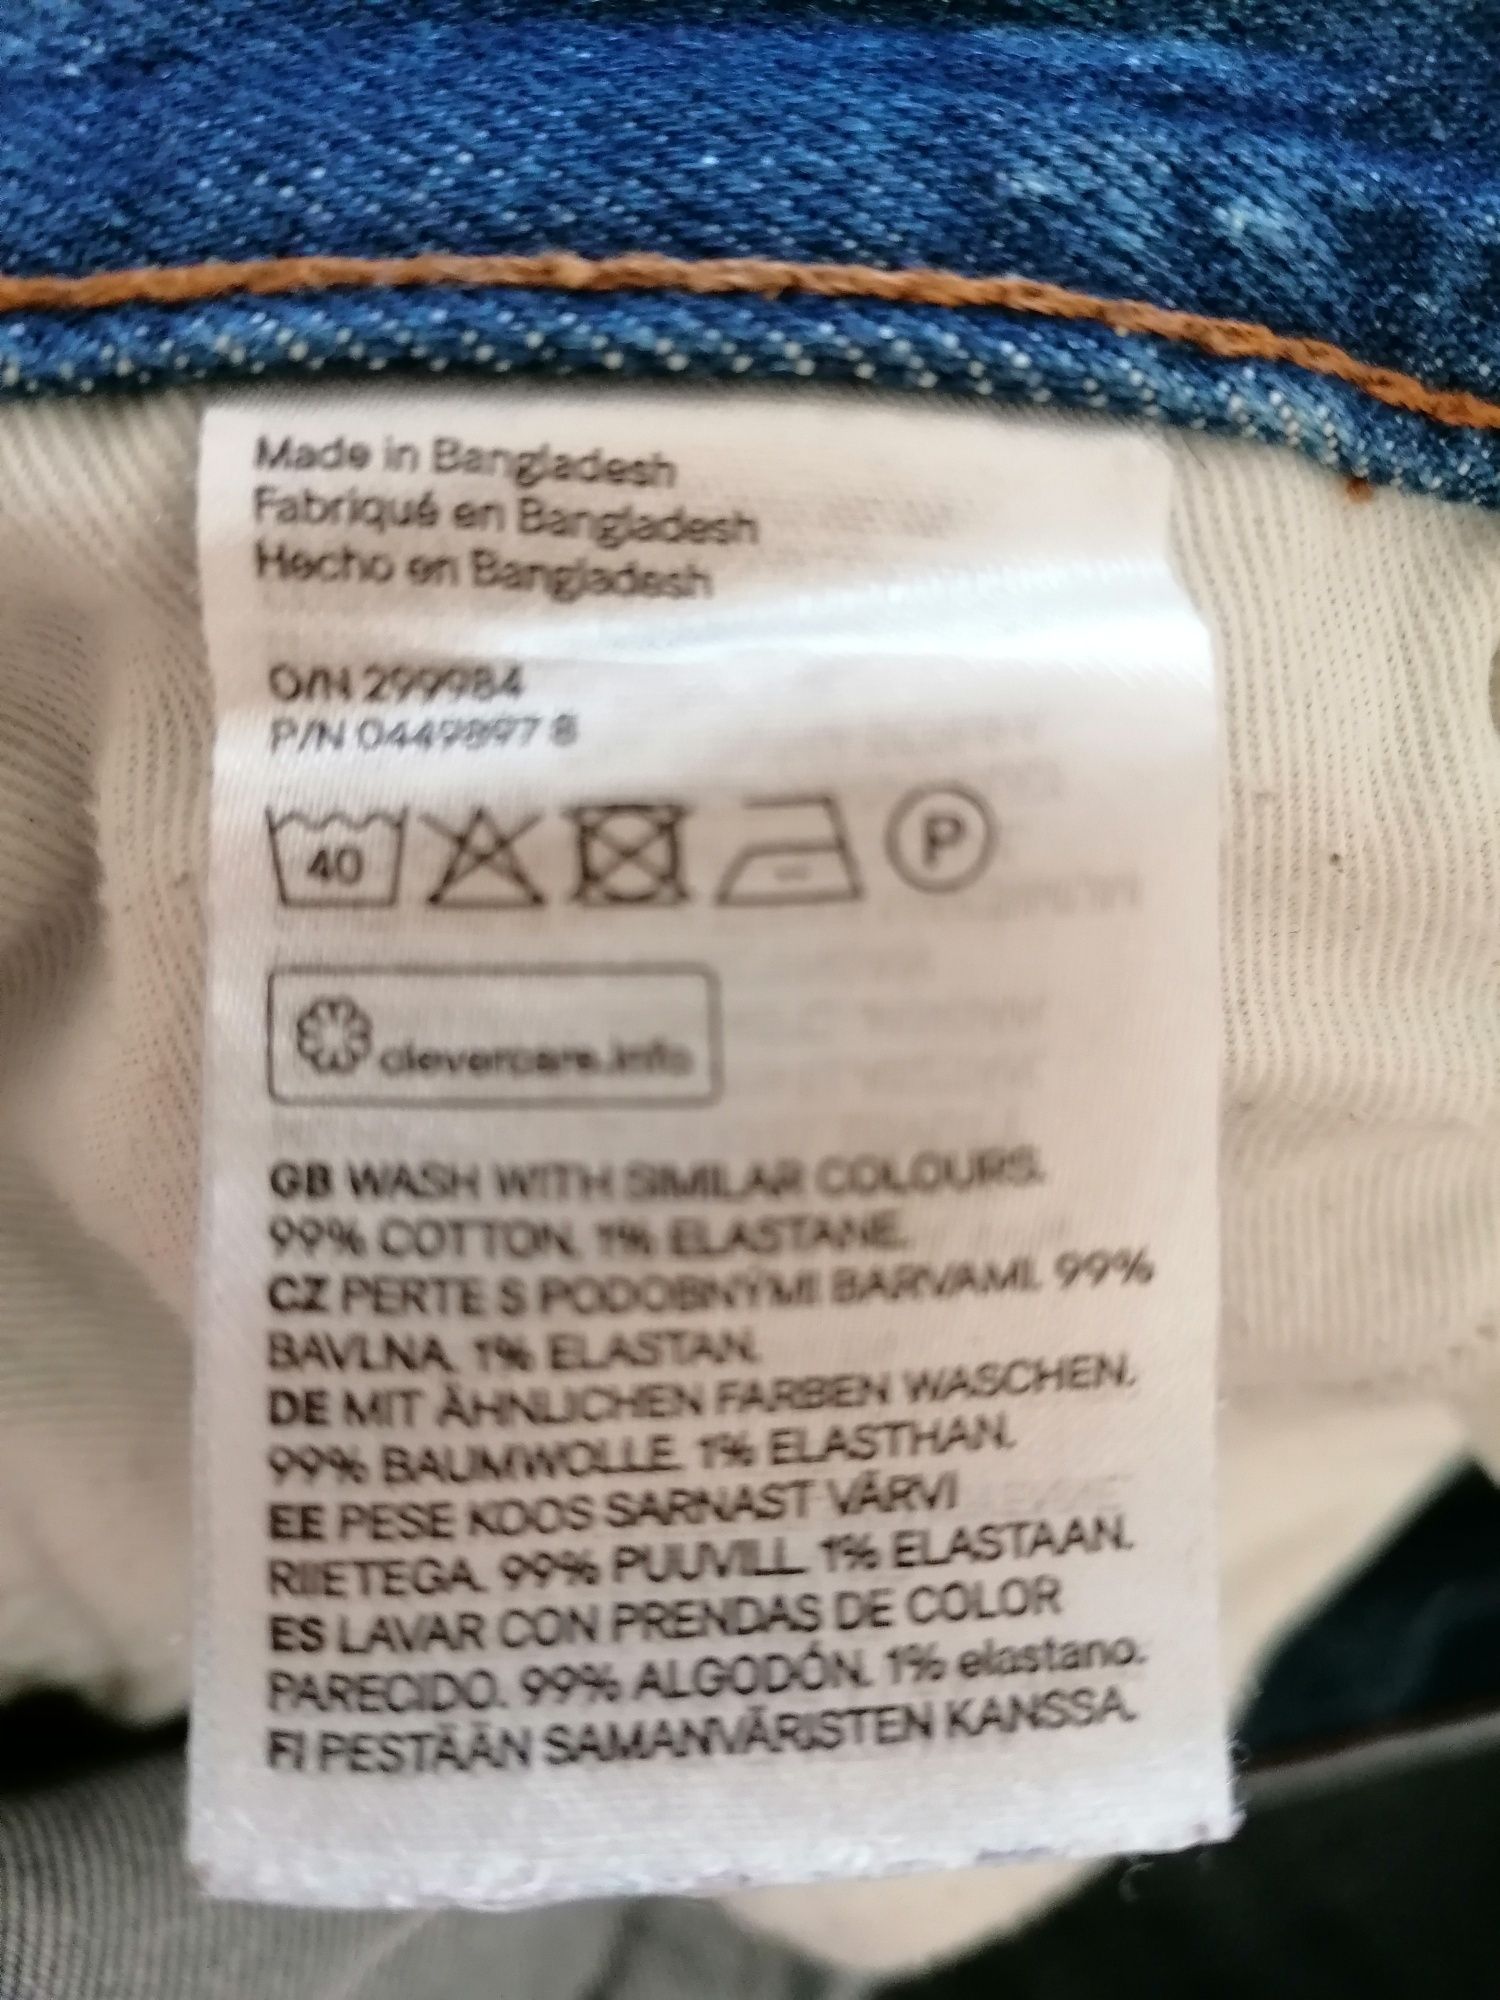 Made in Bangladesh
Fabriqué en Bangladesh
Hecho en Bangladesh
O/N 299984
P/N 0449897 8
40
P
clevercare.info
GB WASH WITH SIMILAR COLOURS.
99% COTTON. 1% ELASTANE.
CZ PERTE S PODOBNÝMI BARVAMI. 99%
BAVLNA. 1% ELASTAN.
DE MIT ÄHNLICHEN FARBEN WASCHEN.
99% BAUMWOLLE. 1% ELASTHAN.
EE PESE KOOS SARNAST VÄRVI
RIIETEGA. 99% PUUVILL. 1% ELASTAAN.
ES LAVAR CON PRENDAS DE COLOR
PARECIDO. 99% ALGODÓN. 1% elastano.
FI PESTÄÄN SAMANVÄRISTEN KANSSA.